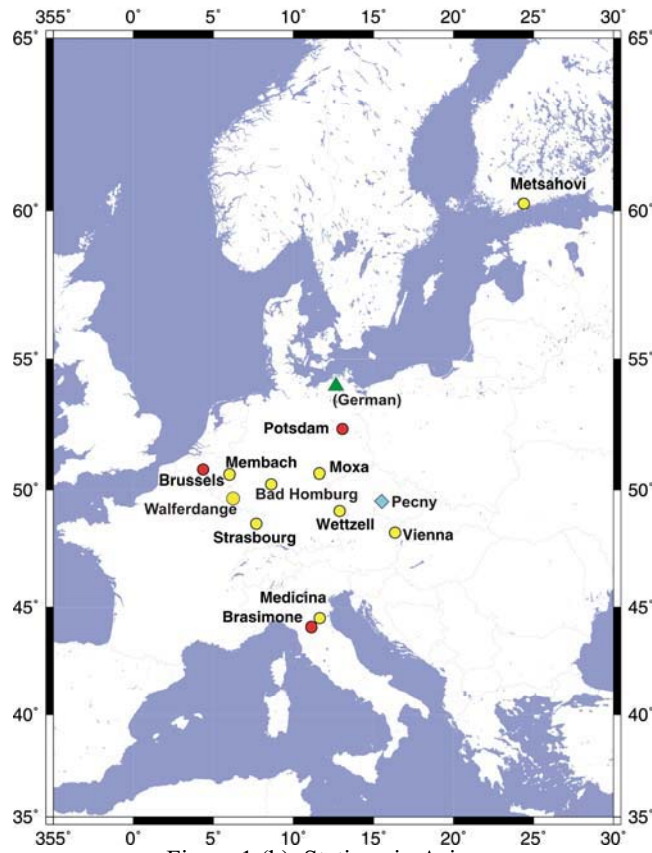 355˚ 0˚ 5˚ 10˚ 15˚ 20˚ 25˚ 30˚
65˚ 65˚
Metsahovi
60˚ 60˚
55˚ 55˚
(German)
Potsdam
Membach Moxa
Brussels
50˚ Bad Homburg Pecny 50˚
Walferdange
Wettzell
Strasbourg Vienna
Medicina
45˚ Brasimone 45˚
40˚ 40˚
35˚ 35˚
355˚ 0˚ 5˚ 10˚ 15˚ 20˚ 25˚ 30˚